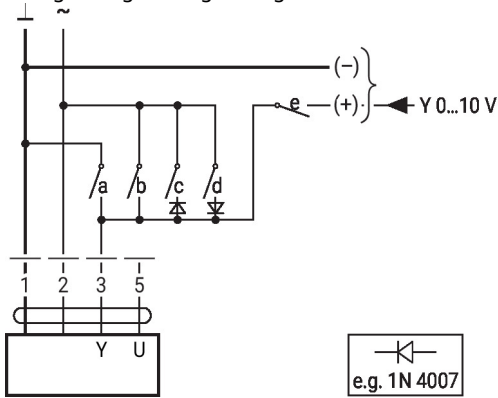 ⊥ ~
(–)
e (+) Y 0...10 V
a b c d
1 2 3 5
Y U
e.g. 1N 4007